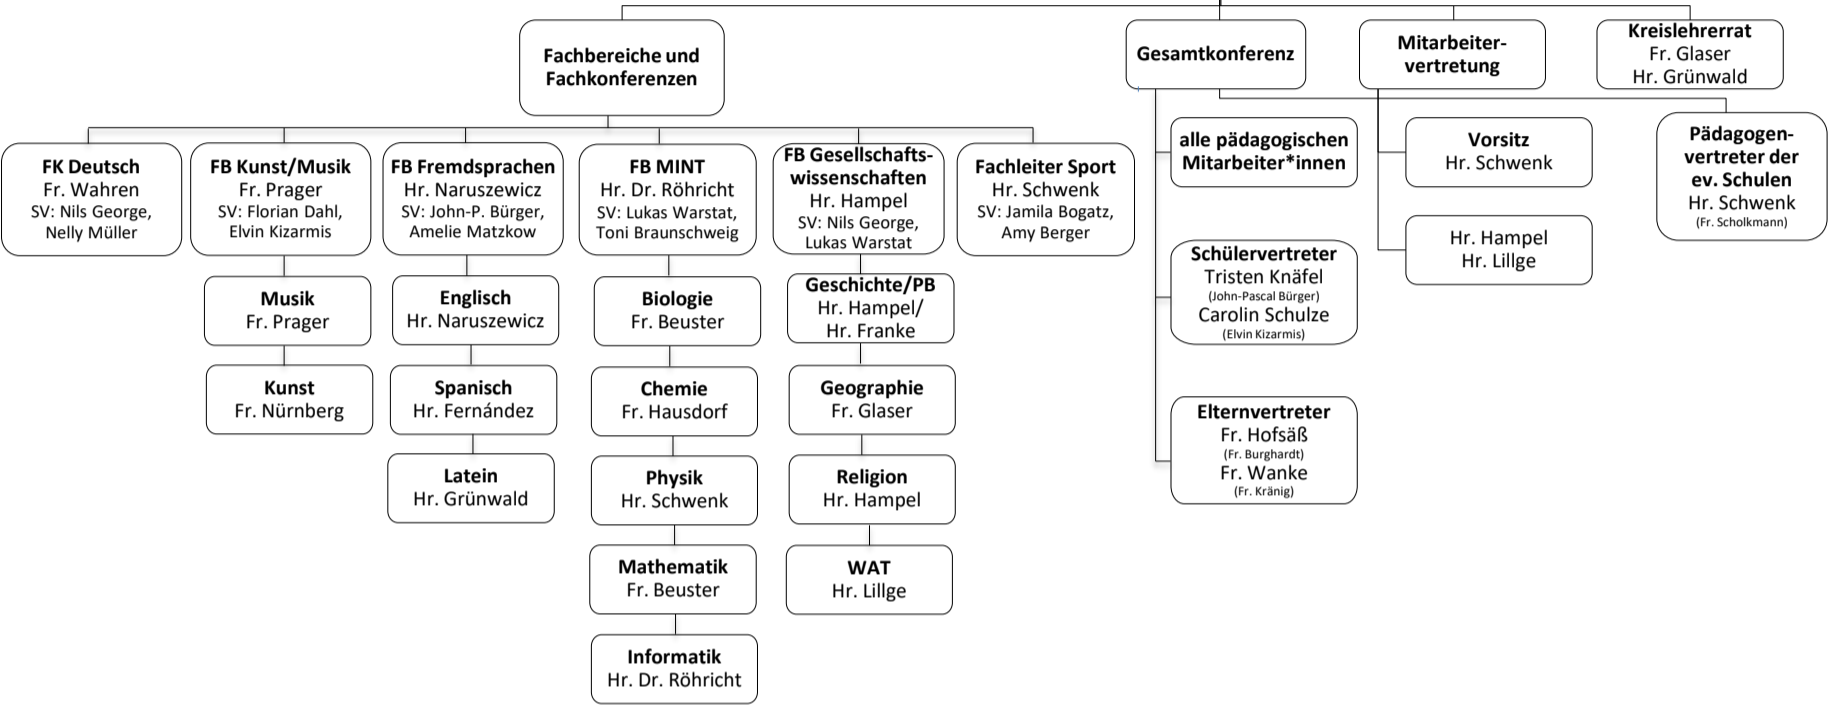 Fachbereiche und
Fachkonferenzen
Gesamtkonferenz
Mitarbeiter-
vertretung
Kreislehrerrat
Fr. Glaser
Hr. Grünwald
FK Deutsch
Fr. Wahren
SV: Nils George,
Nelly Müller
FB Kunst/Musik
Fr. Prager
SV: Florian Dahl,
Elvin Kizarmis
FB Fremdsprachen
Hr. Naruszewicz
SV: John-P. Bürger,
Amelie Matzkow
FB MINT
Hr. Dr. Röhricht
SV: Lukas Warstat,
Toni Braunschweig
FB Gesellschafts-
wissenschaften
Hr. Hampel
SV: Nils George,
Lukas Warstat
Fachleiter Sport
Hr. Schwenk
SV: Jamila Bogatz,
Amy Berger
Musik
Fr. Prager
Kunst
Fr. Nürnberg
Englisch
Hr. Naruszewicz
Spanisch
Hr. Fernández
Latein
Hr. Grünwald
Biologie
Fr. Beuster
Chemie
Fr. Hausdorf
Physik
Hr. Schwenk
Mathematik
Fr. Beuster
Informatik
Hr. Dr. Röhricht
Geschichte/PB
Hr. Hampel/
Hr. Franke
Geographie
Fr. Glaser
Religion
Hr. Hampel
WAT
Hr. Lillge
alle pädagogischen
Mitarbeiter*innen
Schülervertreter
Tristen Knäfel
(John-Pascal Bürger)
Carolin Schulze
(Elvin Kizarmis)
Elternvertreter
Fr. Hofsäß
(Fr. Burghardt)
Fr. Wanke
(Fr. Kränig)
Vorsitz
Hr. Schwenk
Hr. Hampel
Hr. Lillge
Pädagogen-
vertreter der
ev. Schulen
Hr. Schwenk
(Fr. Scholkmann)